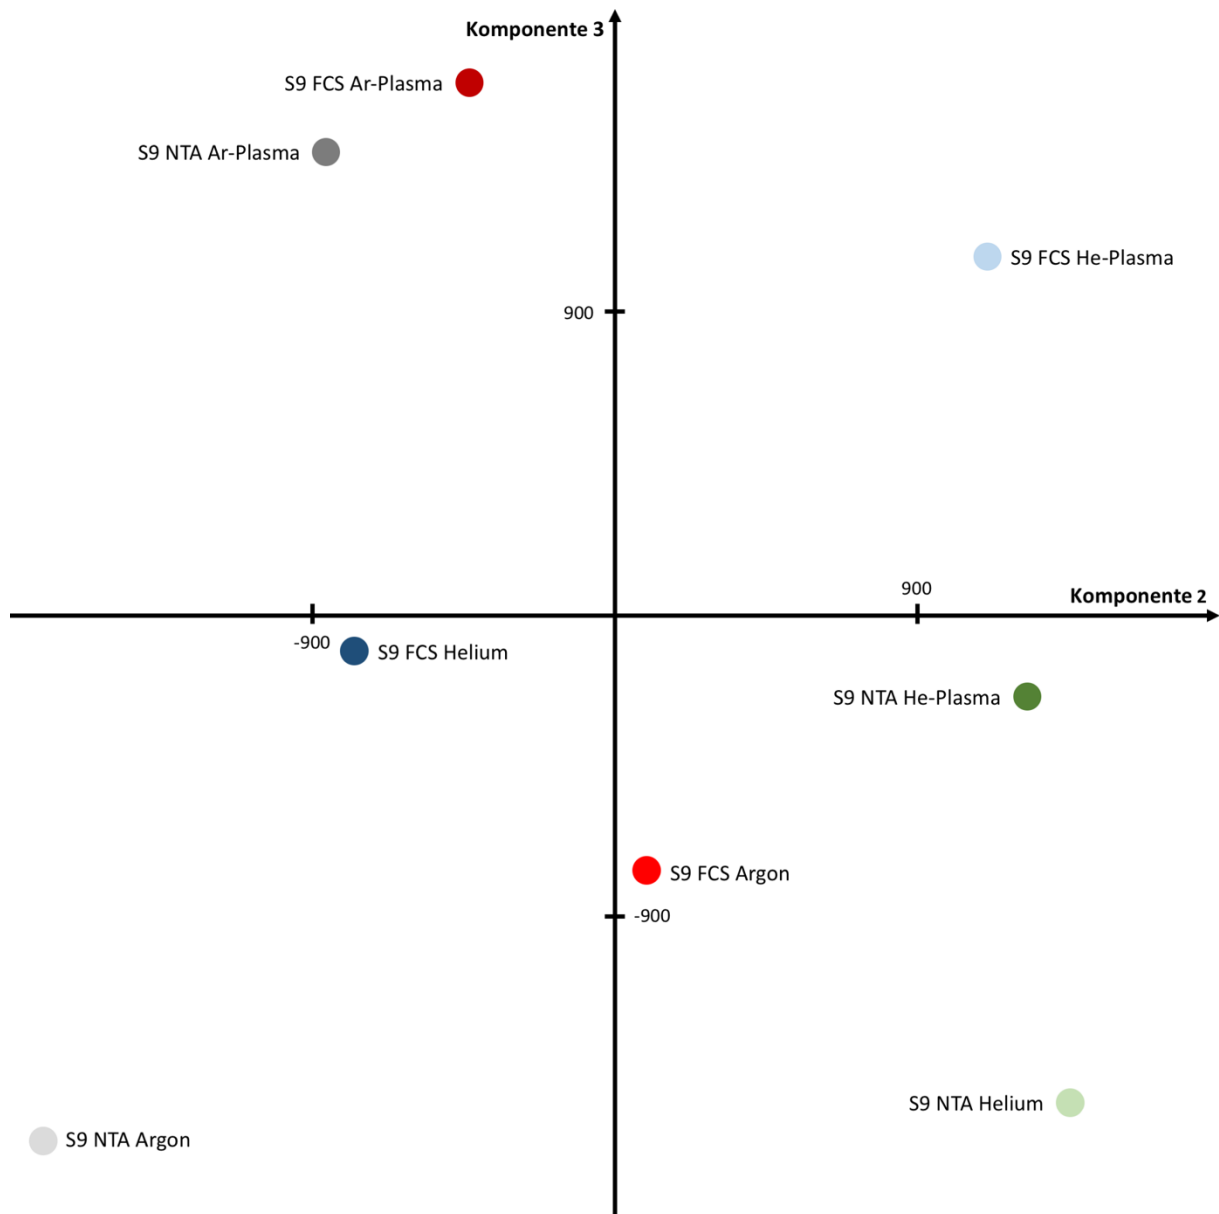 Komponente 3
S9 FCS Ar-Plasma
S9 NTA Ar-Plasma
S9 FCS He-Plasma
900
900
Komponente 2
-900
S9 FCS Helium
S9 NTA He-Plasma
S9 FCS Argon
-900
S9 NTA Helium
S9 NTA Argon